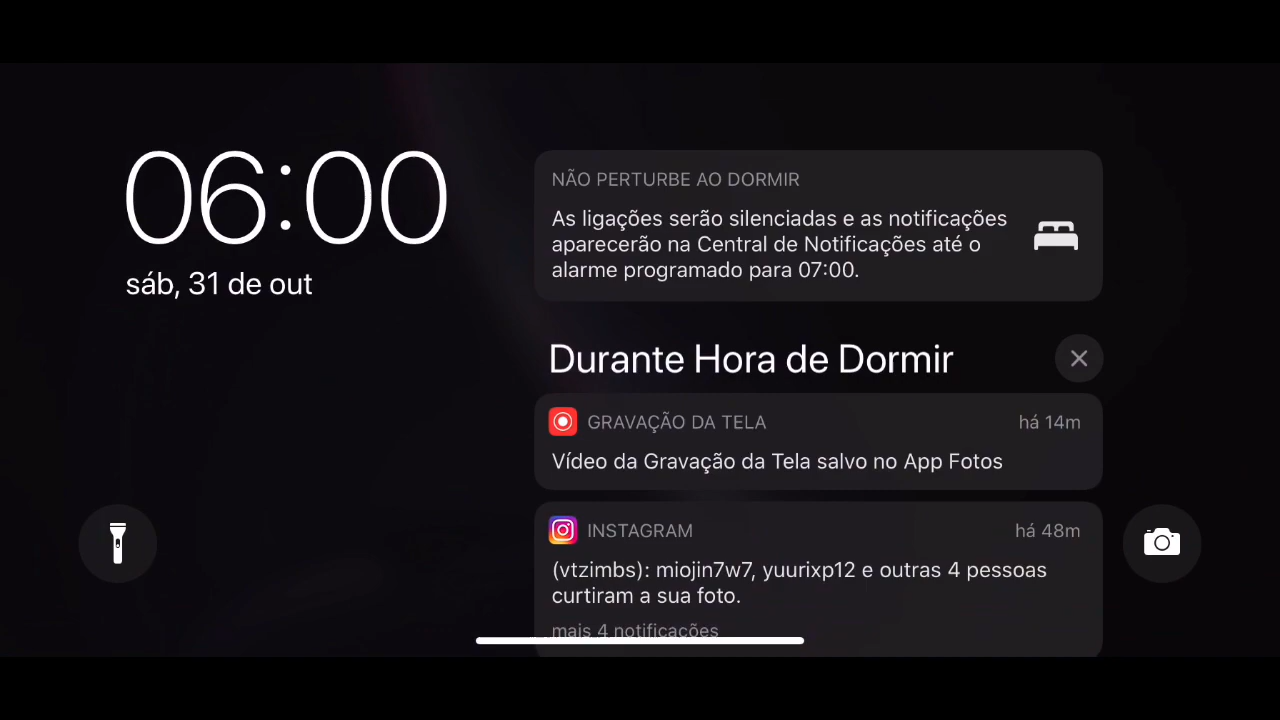 06:00
sáb, 31 de out
NÃO PERTURBE AO DORMIR
As ligações serão silenciadas e as notificações
aparecerão na Central de Notificações até o
alarme programado para 07:00.
Durante Hora de Dormir
GRAVAÇÃO DA TELA há 14m
Vídeo da Gravação da Tela salvo no App Fotos
INSTAGRAM há 48m
(vtzimbs): miojin7w7, yuurixp12 e outras 4 pessoas
curtiram a sua foto.
mais 4 notificações